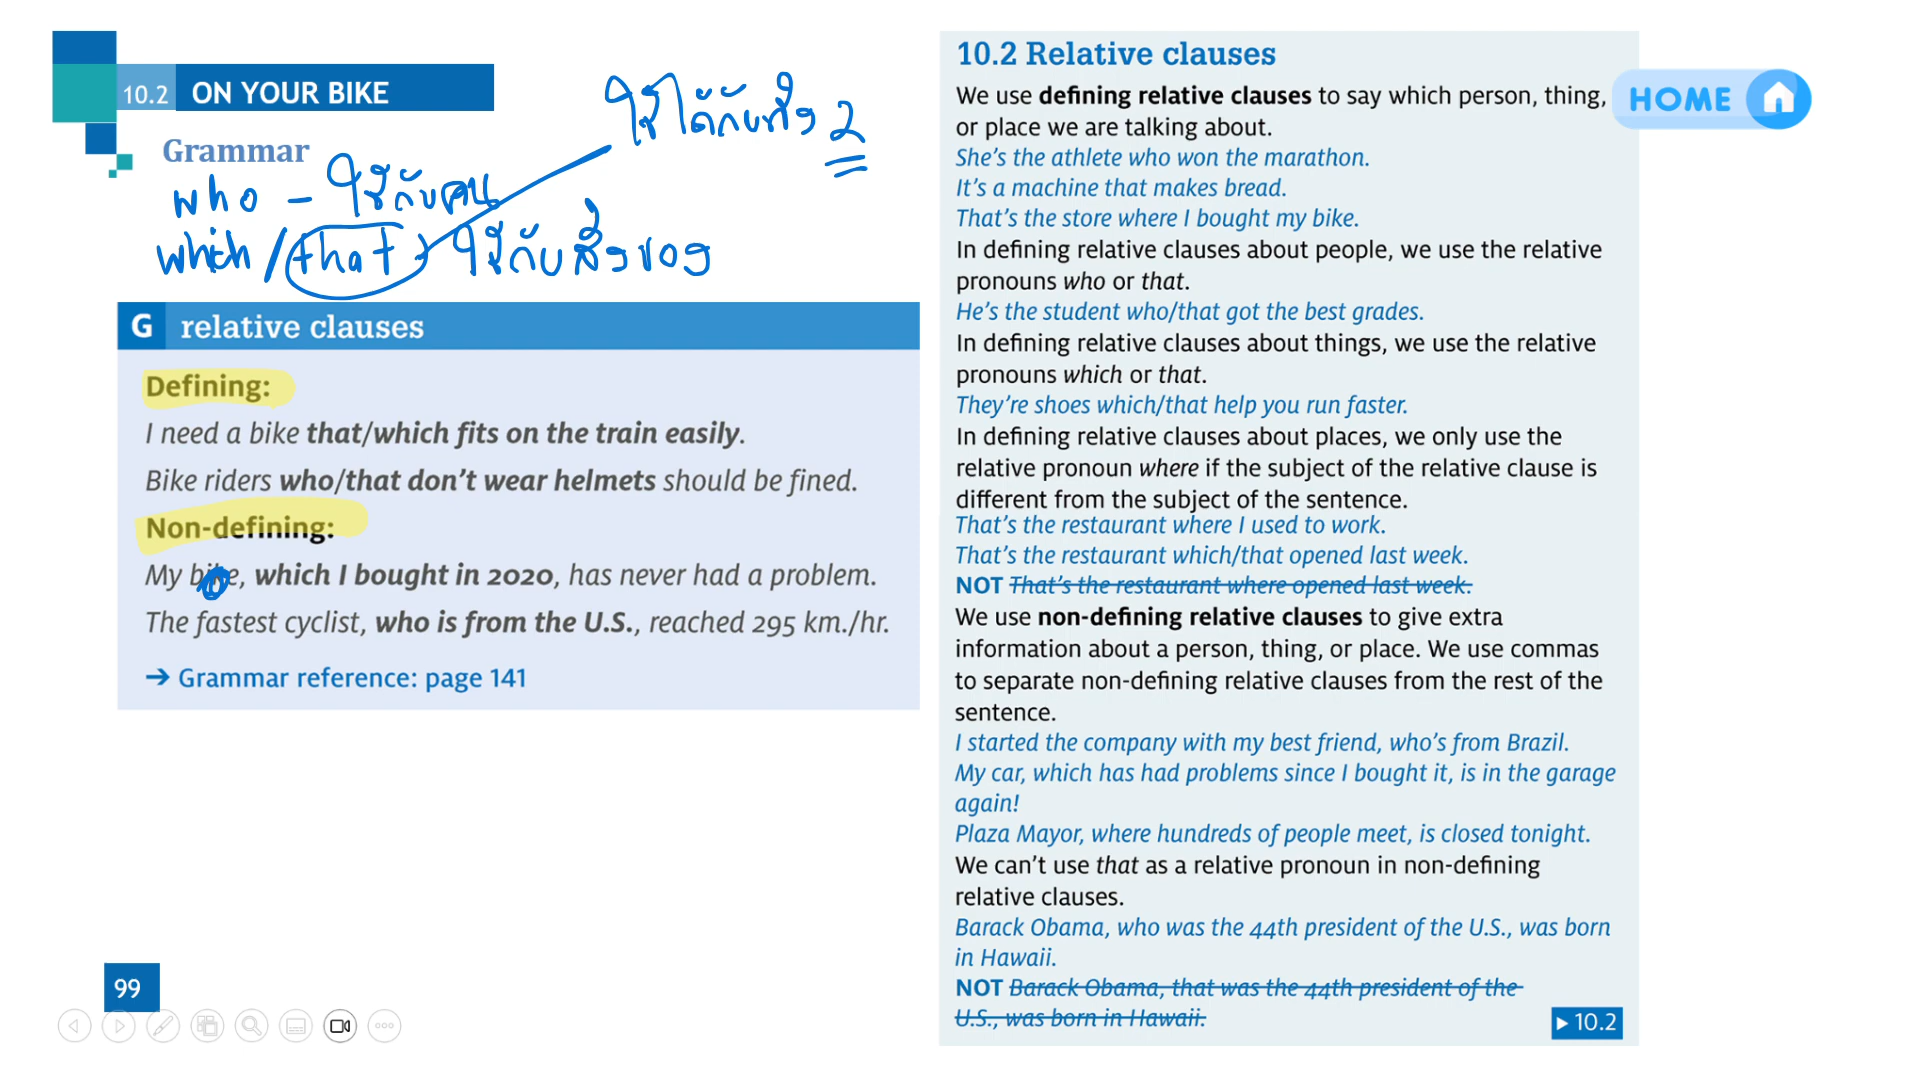 10.2 ON YOUR BIKE
Grammar
ใช้ได้กับทั้ง 2
who - ใช้กับคน
which / that → ใช้กับสิ่งของ
G relative clauses
Defining:
I need a bike that/which fits on the train easily.
Bike riders who/that don't wear helmets should be fined.
Non-defining:
My bike, which I bought in 2020, has never had a problem.
The fastest cyclist, who is from the U.S., reached 295 km./hr.
→ Grammar reference: page 141
99
10.2 Relative clauses
We use defining relative clauses to say which person, thing,
or place we are talking about.
She's the athlete who won the marathon.
It's a machine that makes bread.
That's the store where I bought my bike.
In defining relative clauses about people, we use the relative
pronouns who or that.
He's the student who/that got the best grades.
In defining relative clauses about things, we use the relative
pronouns which or that.
They're shoes which/that help you run faster.
In defining relative clauses about places, we only use the
relative pronoun where if the subject of the relative clause is
different from the subject of the sentence.
That's the restaurant where I used to work.
That's the restaurant which/that opened last week.
NOT That's the restaurant where opened last week.
We use non-defining relative clauses to give extra
information about a person, thing, or place. We use commas
to separate non-defining relative clauses from the rest of the
sentence.
I started the company with my best friend, who's from Brazil.
My car, which has had problems since I bought it, is in the garage
again!
Plaza Mayor, where hundreds of people meet, is closed tonight.
We can't use that as a relative pronoun in non-defining
relative clauses.
Barack Obama, who was the 44th president of the U.S., was born
in Hawaii.
NOT Barack Obama, that was the 44th president of the
U.S., was born in Hawaii.
▶ 10.2
HOME